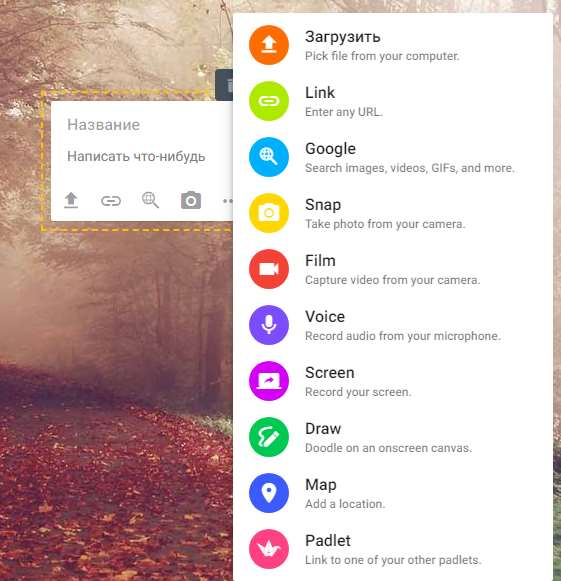 Название
Написать что-нибудь
Загрузить
Pick file from your computer.
Link
Enter any URL.
Google
Search images, videos, GIFs, and more.
Snap
Take photo from your camera.
Film
Capture video from your camera.
Voice
Record audio from your microphone.
Screen
Record your screen.
Draw
Doodle on an onscreen canvas.
Map
Add a location.
Padlet
Link to one of your other padlets.